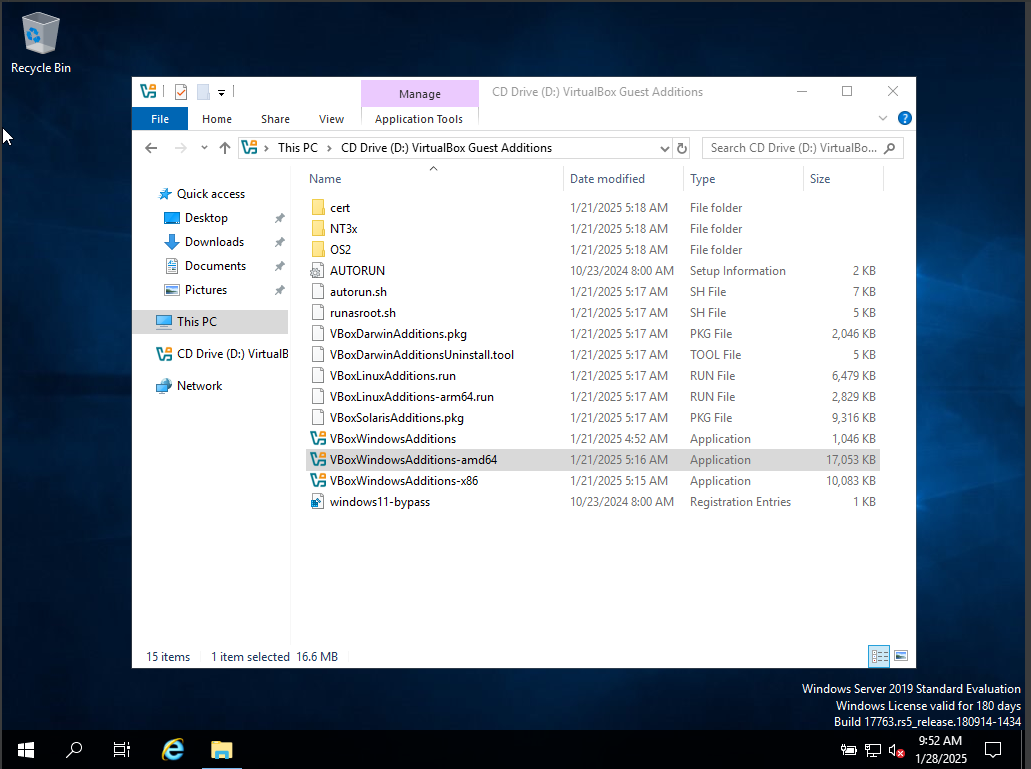 Recycle Bin
Manage
CD Drive (D:) VirtualBox Guest Additions
File
Home
Share
View
Application Tools
?
This PC
CD Drive (D:) VirtualBox Guest Additions
Search CD Drive (D:) VirtualBo...
Name
Date modified
Type
Size
Quick access
Desktop
Downloads
Documents
Pictures
This PC
CD Drive (D:) VirtualB
Network
cert 1/21/2025 5:18 AM File folder
NT3x 1/21/2025 5:18 AM File folder
OS2 1/21/2025 5:18 AM File folder
AUTORUN 10/23/2024 8:00 AM Setup Information 2 KB
autorun.sh 1/21/2025 5:17 AM SH File 7 KB
runasroot.sh 1/21/2025 5:17 AM SH File 5 KB
VBoxDarwinAdditions.pkg 1/21/2025 5:17 AM PKG File 2,046 KB
VBoxDarwinAdditionsUninstall.tool 1/21/2025 5:17 AM TOOL File 5 KB
VBoxLinuxAdditions.run 1/21/2025 5:17 AM RUN File 6,479 KB
VBoxLinuxAdditions-arm64.run 1/21/2025 5:17 AM RUN File 2,829 KB
VBoxSolarisAdditions.pkg 1/21/2025 5:17 AM PKG File 9,316 KB
VBoxWindowsAdditions 1/21/2025 4:52 AM Application 1,046 KB
VBoxWindowsAdditions-amd64 1/21/2025 5:16 AM Application 17,053 KB
VBoxWindowsAdditions-x86 1/21/2025 5:15 AM Application 10,083 KB
windows11-bypass 10/23/2024 8:00 AM Registration Entries 1 KB
15 items
1 item selected 16.6 MB
Windows Server 2019 Standard Evaluation
Windows License valid for 180 days
Build 17763.rs5_release.180914-1434
9:52 AM
1/28/2025